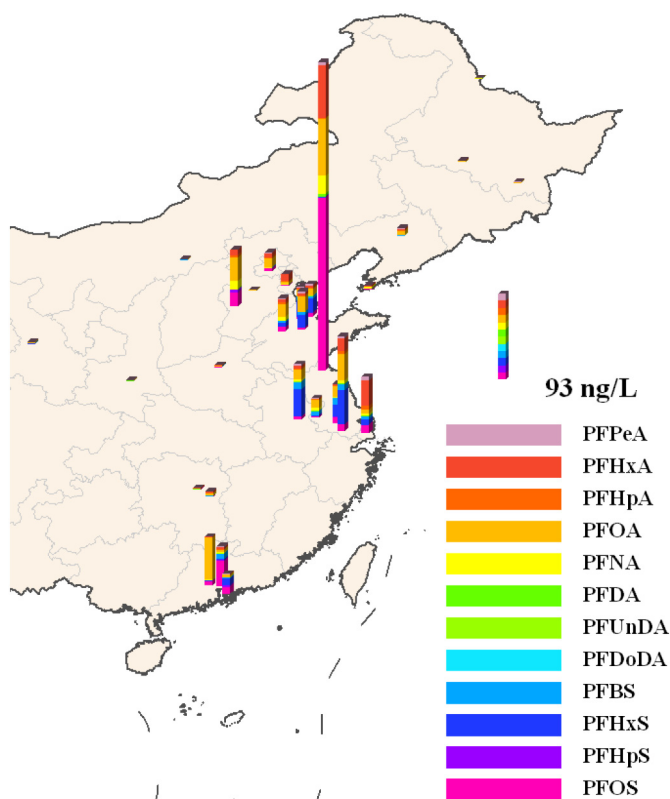 93 ng/L
PFPeA
PFHxA
PFHpA
PFOA
PFNA
PFDA
PFUnDA
PFDoDA
PFBS
PFHxS
PFHpS
PFOS